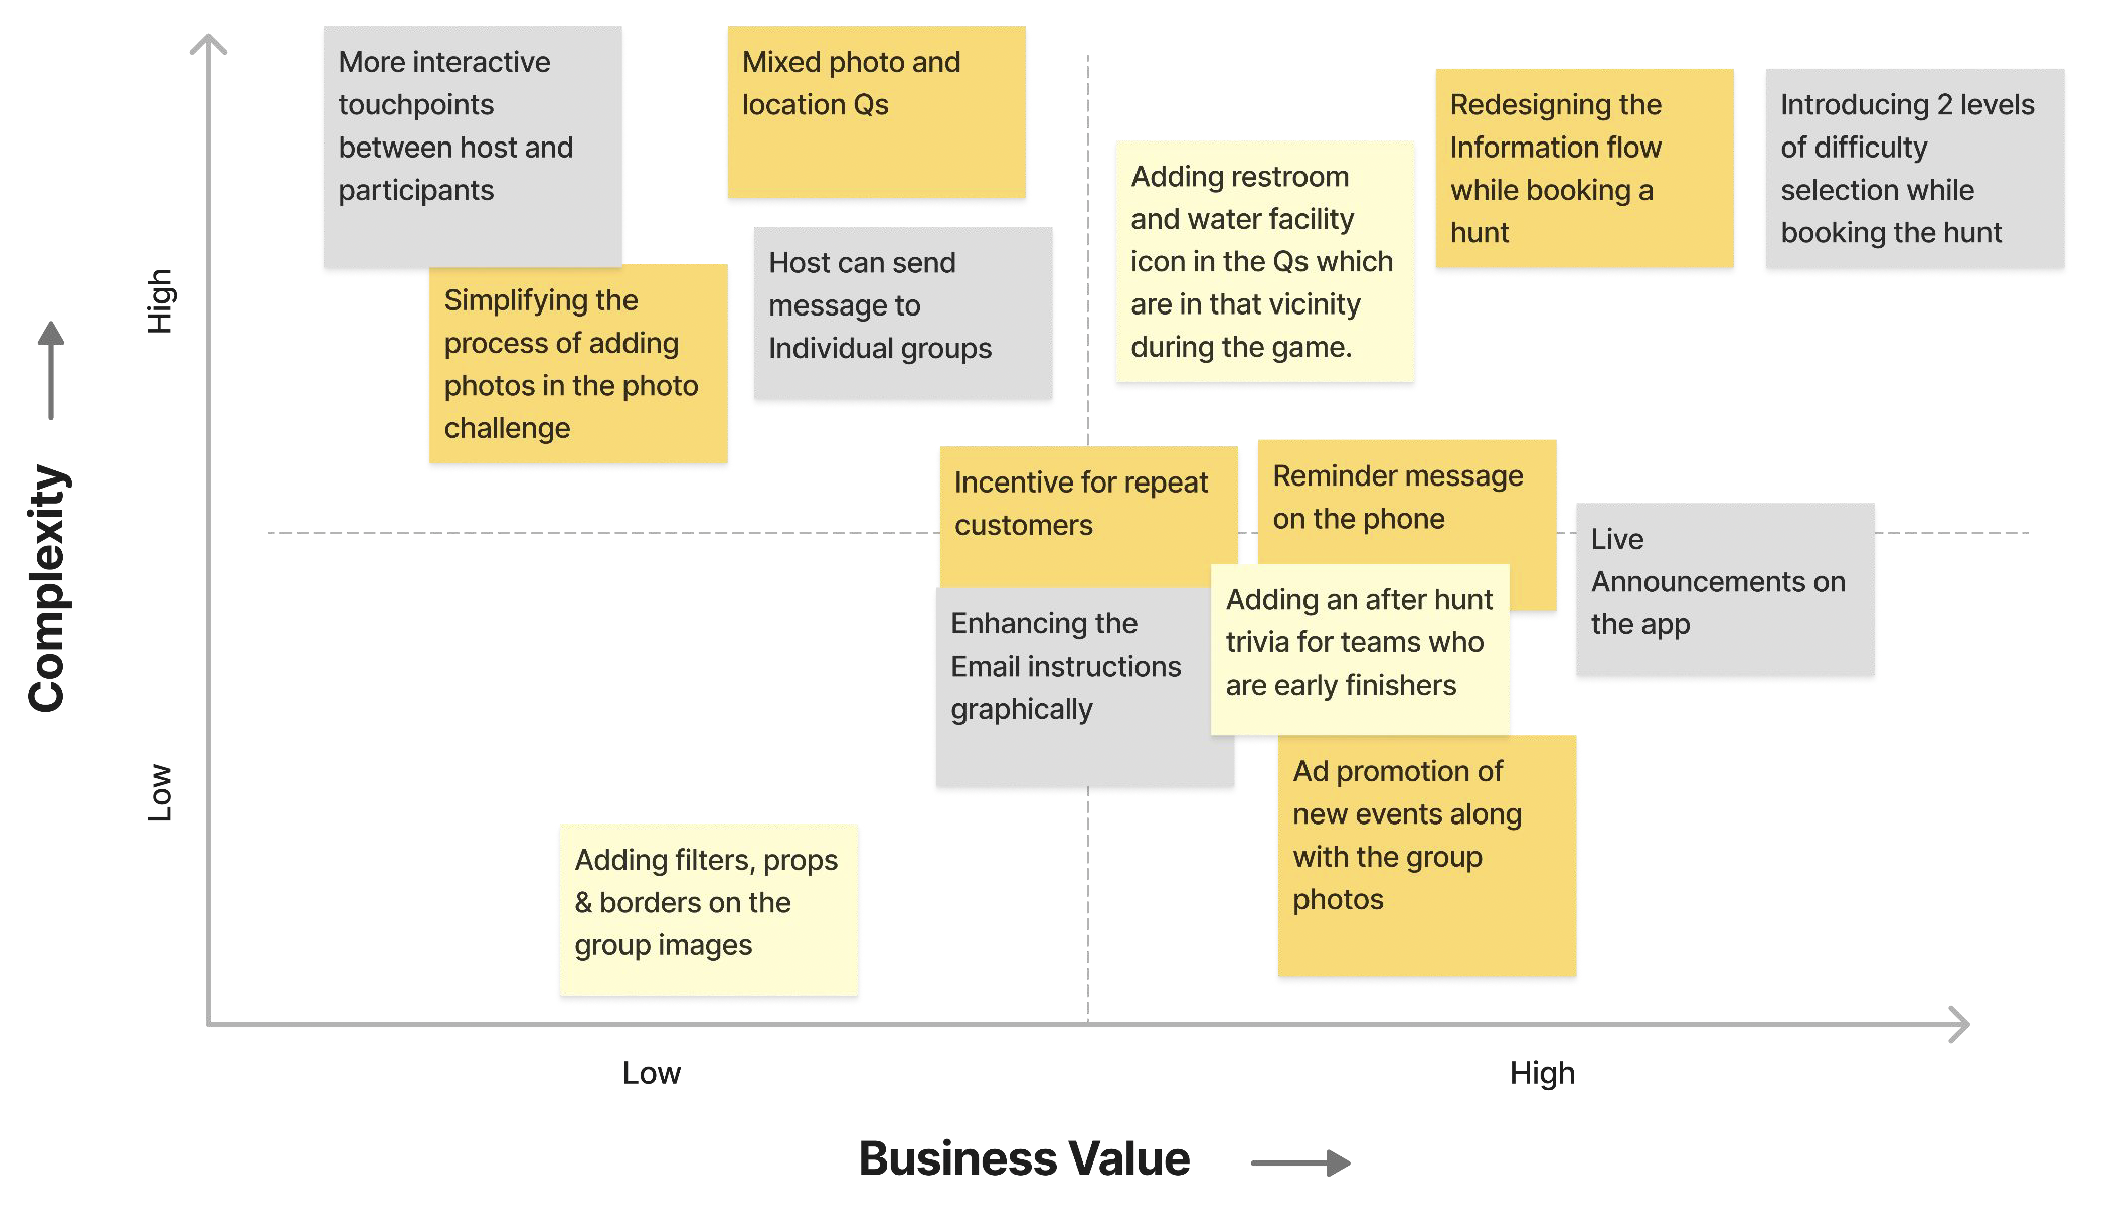 More interactive
touchpoints
between host and
participants
Mixed photo and
location Qs
Redesigning the
Information flow
while booking a
hunt
Introducing 2 levels
of difficulty
selection while
booking the hunt
Adding restroom
and water facility
icon in the Qs which
are in that vicinity
during the game.
Host can send
message to
Individual groups
Simplifying the
process of adding
photos in the photo
challenge
High
Complexity
Incentive for repeat
customers
Reminder message
on the phone
Live
Announcements on
the app
Enhancing the
Email instructions
graphically
Adding an after hunt
trivia for teams who
are early finishers
Ad promotion of
new events along
with the group
photos
Low
Adding filters, props
& borders on the
group images
Low
High
Business Value